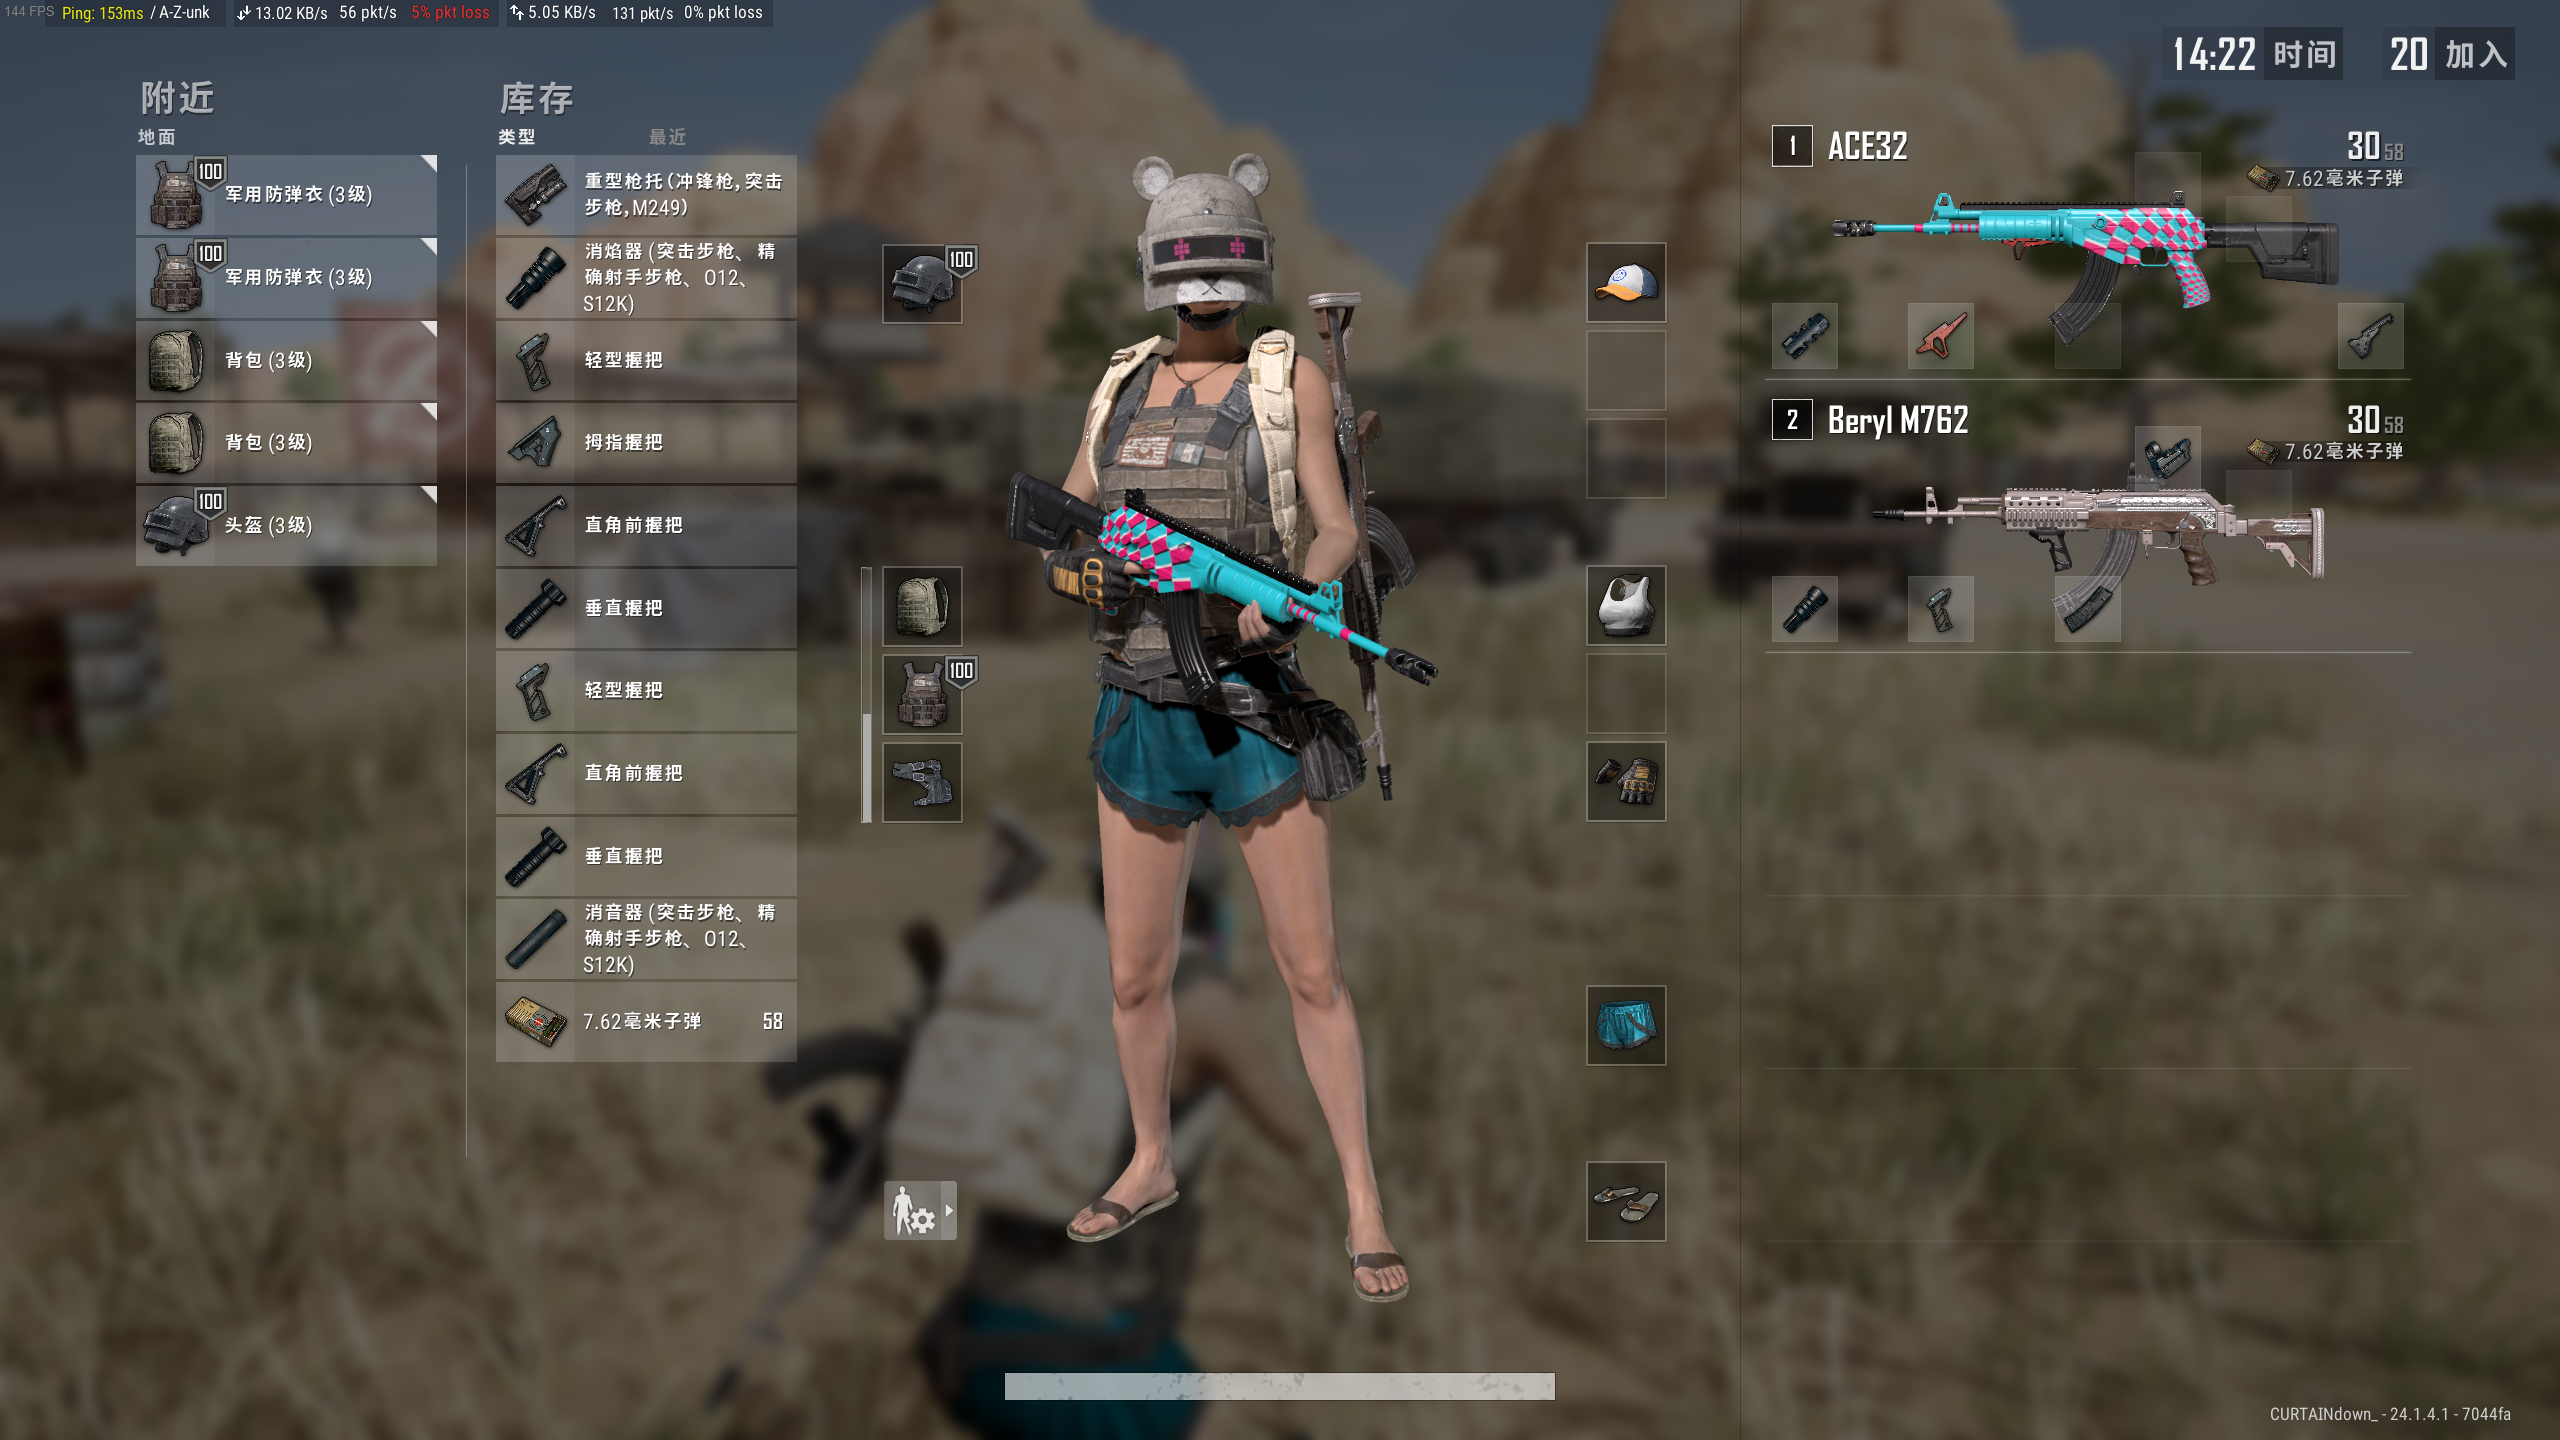 144 FPS Ping: 153ms / A-Z-unk 13.02 KB/s 56 pkt/s 5% pkt loss 5.05 KB/s 131 pkt/s 0% pkt loss
14:22 时间 20 加入
附近
地面
100
军用防弹衣 (3级)
100
军用防弹衣 (3级)
背包 (3级)
背包 (3级)
100
头盔 (3级)
库存
类型 最近
重型枪托 (冲锋枪, 突击
步枪, M249)
消焰器 (突击步枪、精
确射手步枪、O12、
S12K)
轻型握把
拇指握把
直角前握把
垂直握把
轻型握把
直角前握把
垂直握把
消音器 (突击步枪、精
确射手步枪、O12、
S12K)
7.62毫米子弹 58
100
100
1 ACE32 30 58
7.62毫米子弹
2 Beryl M762 30 58
7.62毫米子弹
CURTAINdown_ - 24.1.4.1 - 7044fa